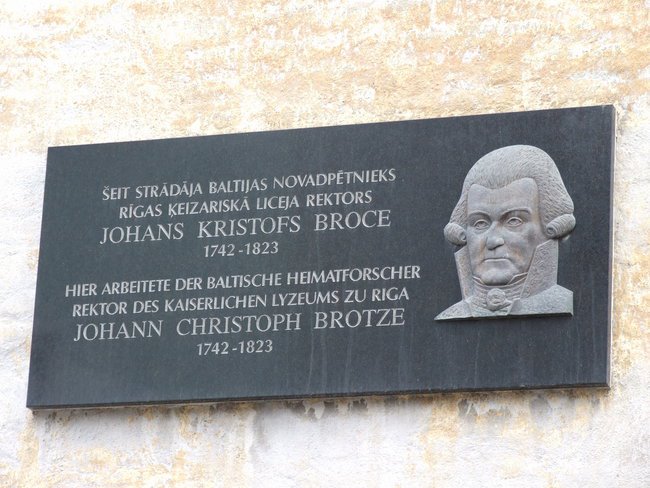 ŠEIT STRĀDĀJA BALTIJAS NOVADPĒTNIEKS
RĪGAS ĶEIZARISKĀ LICEJA REKTORS
JOHANS KRISTOFS BROCE
1742-1823
HIER ARBEITETE DER BALTISCHE HEIMATFORSCHER
REKTOR DES KAISERLICHEN LYZEUMS ZU RIGA
JOHANN CHRISTOPH BROTZE
1742-1823